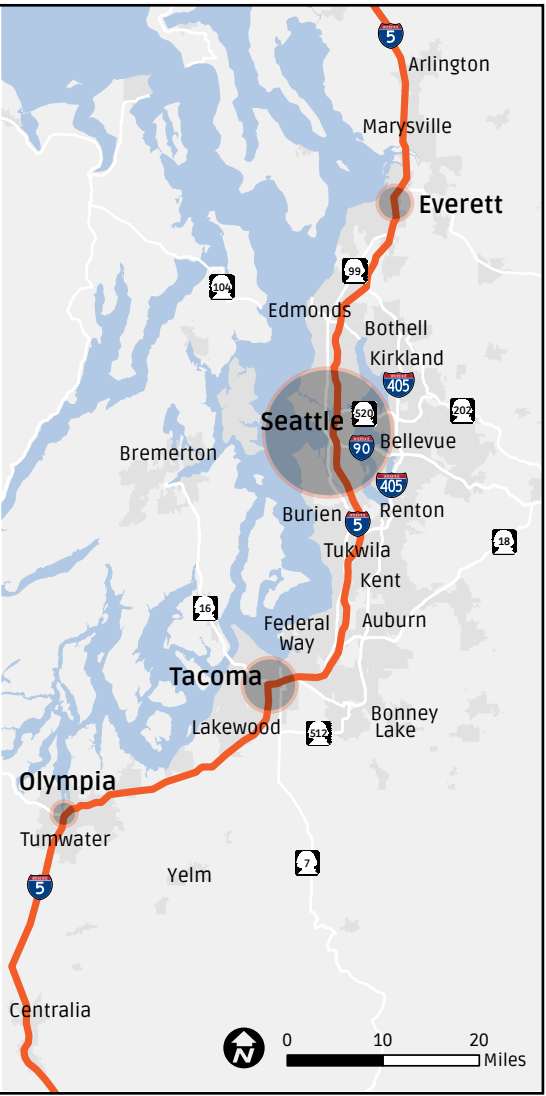 5
Arlington
Marysville
Everett
99
104
Edmonds
Bothell
Kirkland
405
520
202
Seattle
90
Bellevue
Bremerton
405
Burien
5
Renton
18
Tukwila
Kent
16
Federal
Way
Auburn
Tacoma
Lakewood
512
Bonney
Lake
Olympia
Tumwater
7
Yelm
5
Centralia
N
0 10 20
Miles